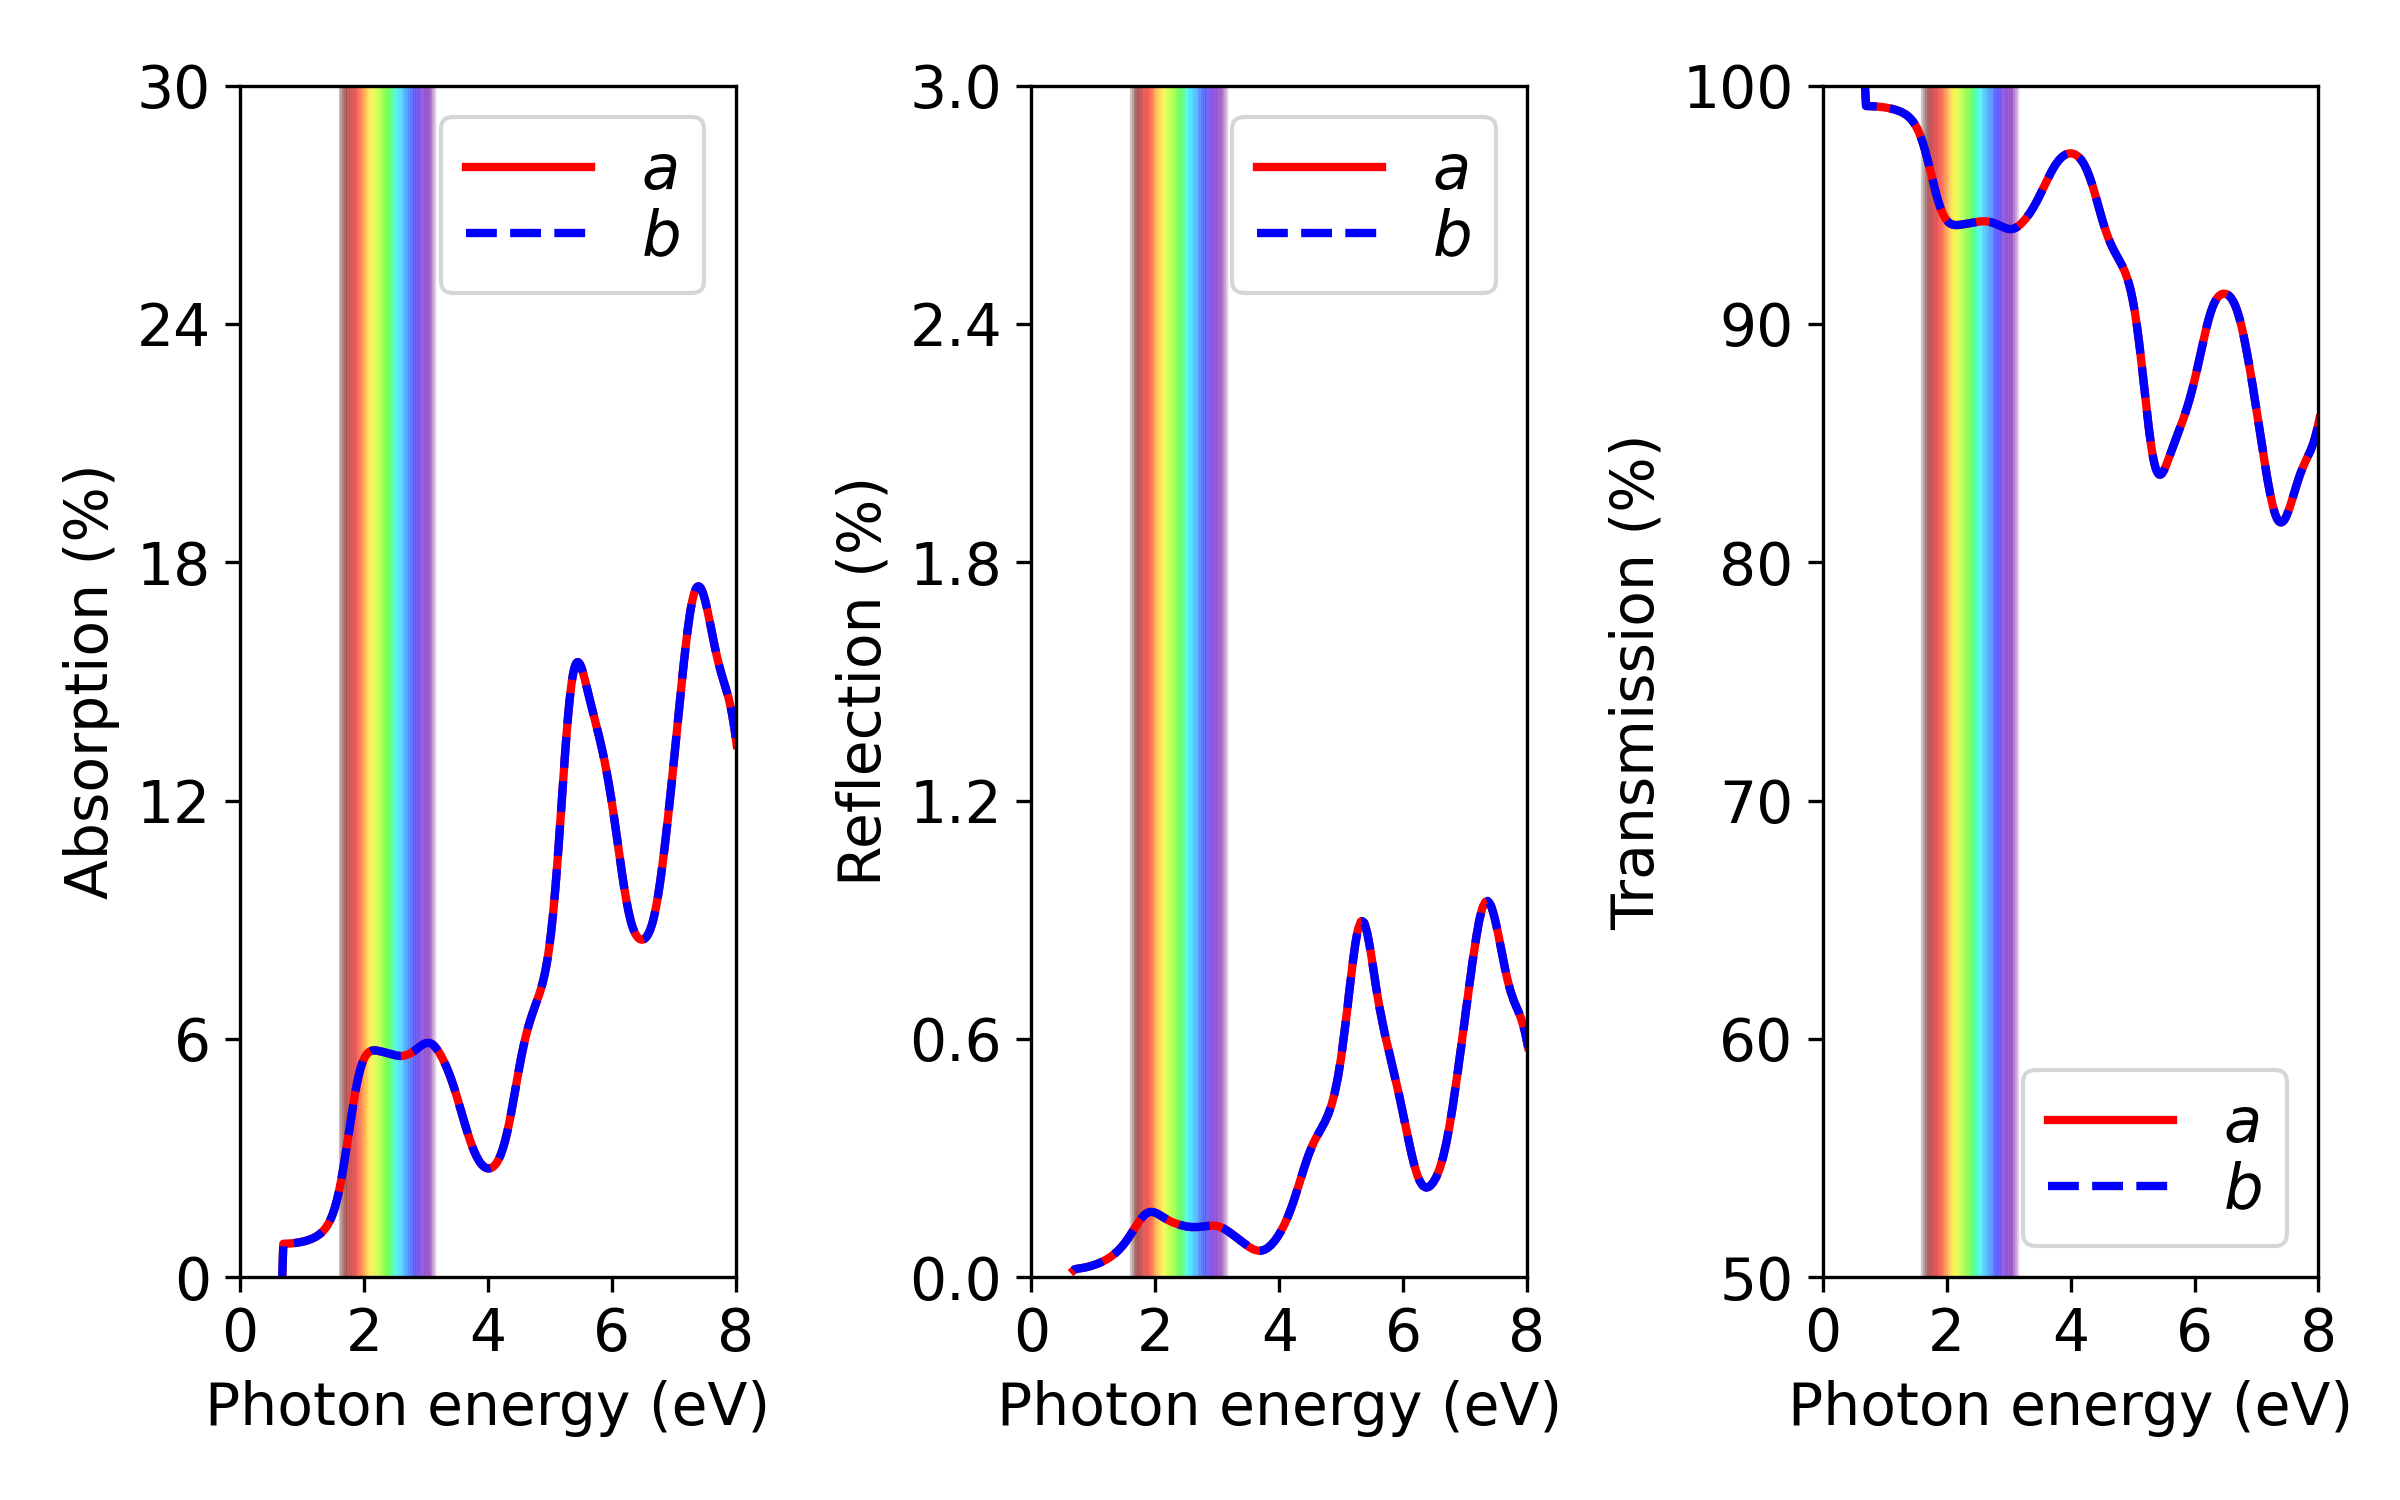 30
24
18
12
6
0
0 2 4 6 8
Absorption (%)
Photon energy (eV)
a
b
3.0
2.4
1.8
1.2
0.6
0.0
0 2 4 6 8
Reflection (%)
Photon energy (eV)
a
b
100
90
80
70
60
50
0 2 4 6 8
Transmission (%)
Photon energy (eV)
a
b